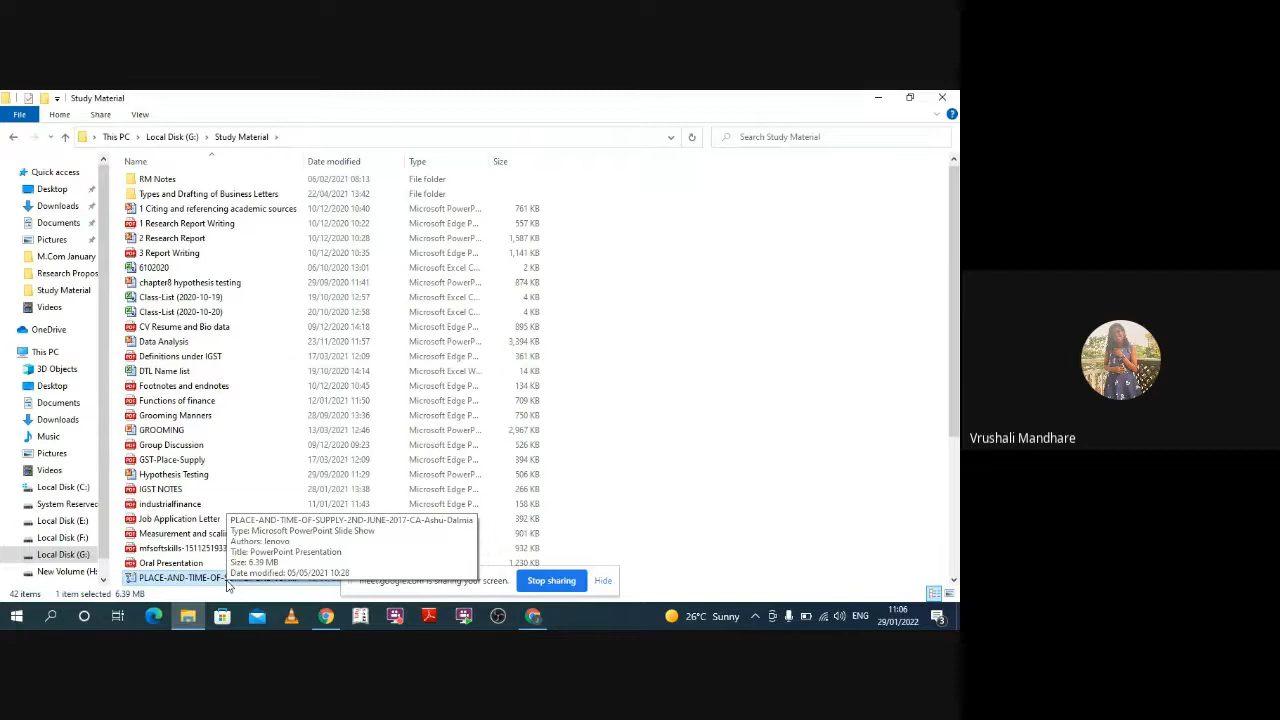 Study Material
File Home Share View
This PC Local Disk (G:) Study Material
Search Study Material
Name Date modified Type Size
Quick access
Desktop
Downloads
Documents
Pictures
M.Com January
Research Propos
Study Material
Videos
OneDrive
This PC
3D Objects
Desktop
Documents
Downloads
Music
Pictures
Videos
Local Disk (C:)
System Reserved
Local Disk (E:)
Local Disk (F:)
Local Disk (G:)
New Volume (H:
RM Notes 06/02/2021 08:13 File folder
Types and Drafting of Business Letters 22/04/2021 13:42 File folder
1 Citing and referencing academic sources 10/12/2020 10:40 Microsoft PowerP... 761 KB
1 Research Report Writing 10/12/2020 10:22 Microsoft Edge P... 557 KB
2 Research Report 10/12/2020 10:28 Microsoft PowerP... 1,587 KB
3 Report Writing 10/12/2020 10:35 Microsoft Edge P... 1,141 KB
6102020 06/10/2020 13:01 Microsoft Excel C... 2 KB
chapter8 hypothesis testing 29/09/2020 11:41 Microsoft PowerP... 874 KB
Class-List (2020-10-19) 19/10/2020 12:57 Microsoft Excel C... 4 KB
Class-List (2020-10-20) 20/10/2020 12:58 Microsoft Excel C... 4 KB
CV Resume and Bio data 09/12/2020 14:18 Microsoft Edge P... 895 KB
Data Analysis 23/11/2020 11:57 Microsoft PowerP... 3,394 KB
Definitions under IGST 17/03/2021 12:09 Microsoft Edge P... 361 KB
DTL Name list 19/10/2020 14:14 Microsoft Excel W... 14 KB
Footnotes and endnotes 10/12/2020 10:45 Microsoft Edge P... 134 KB
Functions of finance 12/01/2021 11:50 Microsoft Edge P... 709 KB
Grooming Manners 28/09/2020 13:36 Microsoft PowerP... 750 KB
GROOMING 13/03/2021 12:46 Microsoft PowerP... 2,967 KB
Group Discussion 09/12/2020 09:23 Microsoft Edge P... 526 KB
GST-Place-Supply 17/03/2021 12:09 Microsoft Edge P... 394 KB
Hypothesis Testing 29/09/2020 11:29 Microsoft PowerP... 506 KB
IGST NOTES 28/01/2021 13:38 Microsoft Edge P... 266 KB
industrialfinance 11/01/2021 11:43 Microsoft Edge P... 158 KB
Job Application Letter 392 KB
Measurement and scalin 901 KB
mfsoftskills-1511251933 932 KB
Oral Presentation 1,230 KB
PLACE-AND-TIME-OF-
PLACE-AND-TIME-OF-SUPPLY-2ND-JUNE-2017-CA-Ashu-Dalmia
Type: Microsoft PowerPoint Slide Show
Authors: lenovo
Title: PowerPoint Presentation
Size: 6.39 MB
Date modified: 05/05/2021 10:28
meet.google.com is sharing your screen. Stop sharing Hide
42 items 1 item selected 6.39 MB
26°C Sunny ENG 11:06
29/01/2022
3
Vrushali Mandhare